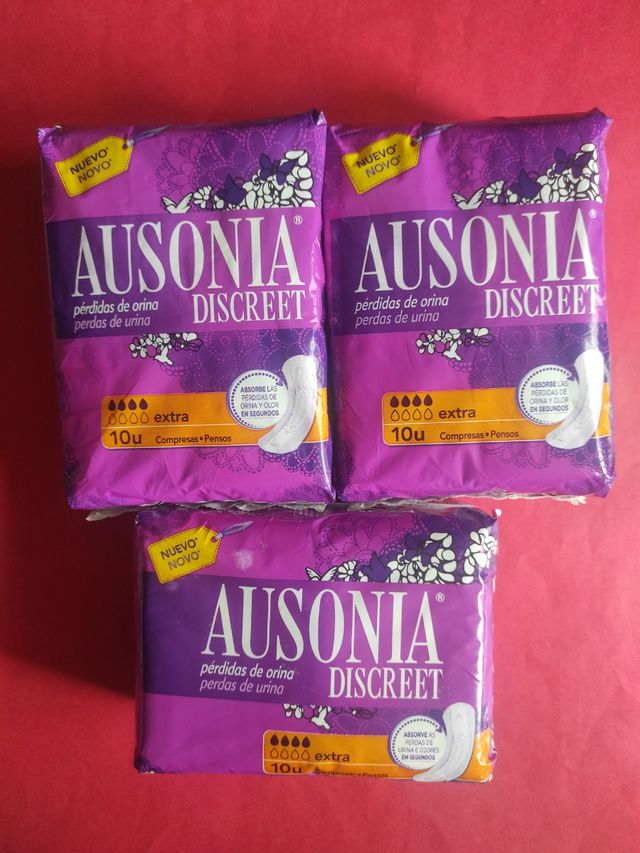 NUEVO*
NOVO*
AUSONIA®
pérdidas de orina
perdas de urina
DISCREET
ABSORBE LAS
PÉRDIDAS DE
ORINA Y OLOR
EN SEGUNDOS
extra
10u
Compresas • Pensos
NUEVO*
NOVO*
AUSONIA®
pérdidas de orina
perdas de urina
DISCREET
ABSORBE LAS
PÉRDIDAS DE
ORINA Y OLOR
EN SEGUNDOS
extra
10u
Compresas • Pensos
NUEVO*
NOVO*
AUSONIA®
pérdidas de orina
perdas de urina
DISCREET
ABSORVE AS
PERDAS DE
URINA E ODORES
EN SEGUNDOS
extra
10u
Compresas • Pensos